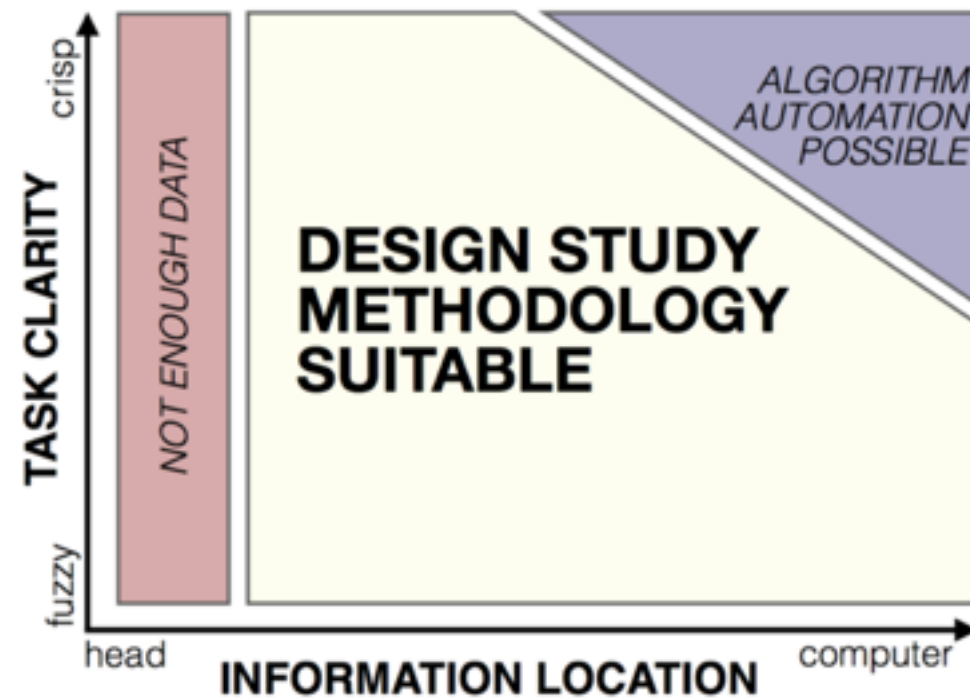 crisp
TASK CLARITY
fuzzy
NOT ENOUGH DATA
DESIGN STUDY
METHODOLOGY
SUITABLE
ALGORITHM
AUTOMATION
POSSIBLE
head
INFORMATION LOCATION
computer